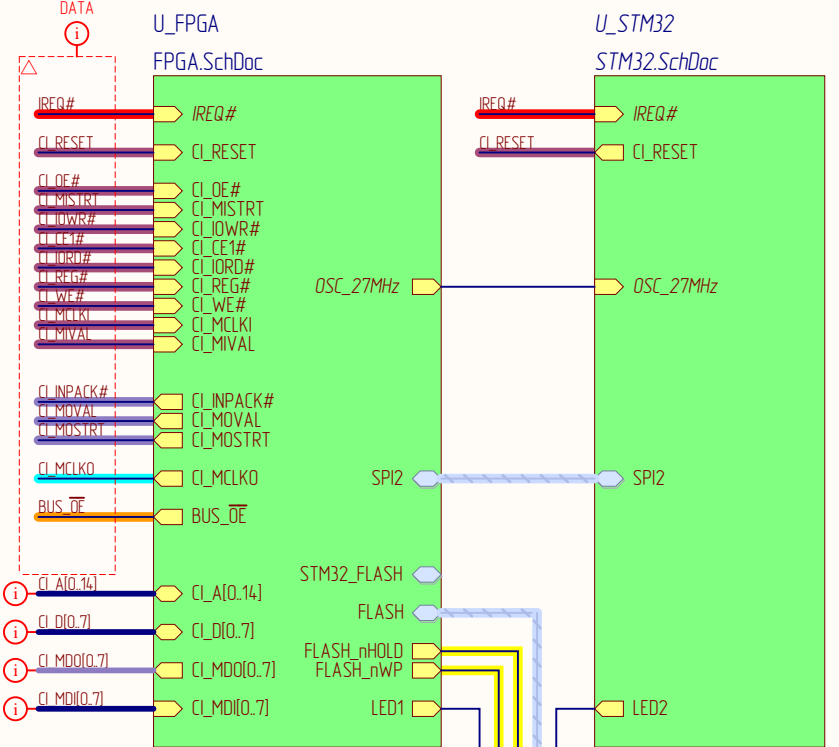 DATA
i
U_FPGA
FPGA.SchDoc
IREQ#
CI_RESET
CI_OE#
CI_MISTRT
CI_IOWR#
CI_CE1#
CI_IORD#
CI_REG#
CI_WE#
CI_MCLKI
CI_MIVAL
CI_INPACK#
CI_MOVAL
CI_MOSTRT
CI_MCLKO
BUS_O̅E̅
i CI_A[0..14]
i CI_D[0..7]
i CI_MDO[0..7]
i CI_MDI[0..7]
IREQ#
CI_RESET
CI_OE#
CI_MISTRT
CI_IOWR#
CI_CE1#
CI_IORD#
CI_REG#
CI_WE#
CI_MCLKI
CI_MIVAL
CI_INPACK#
CI_MOVAL
CI_MOSTRT
CI_MCLKO
BUS_O̅E̅
CI_A[0..14]
CI_D[0..7]
CI_MDO[0..7]
CI_MDI[0..7]
OSC_27MHz
SPI2
STM32_FLASH
FLASH
FLASH_nHOLD
FLASH_nWP
LED1
U_STM32
STM32.SchDoc
IREQ#
CI_RESET
IREQ#
CI_RESET
OSC_27MHz
SPI2
LED2